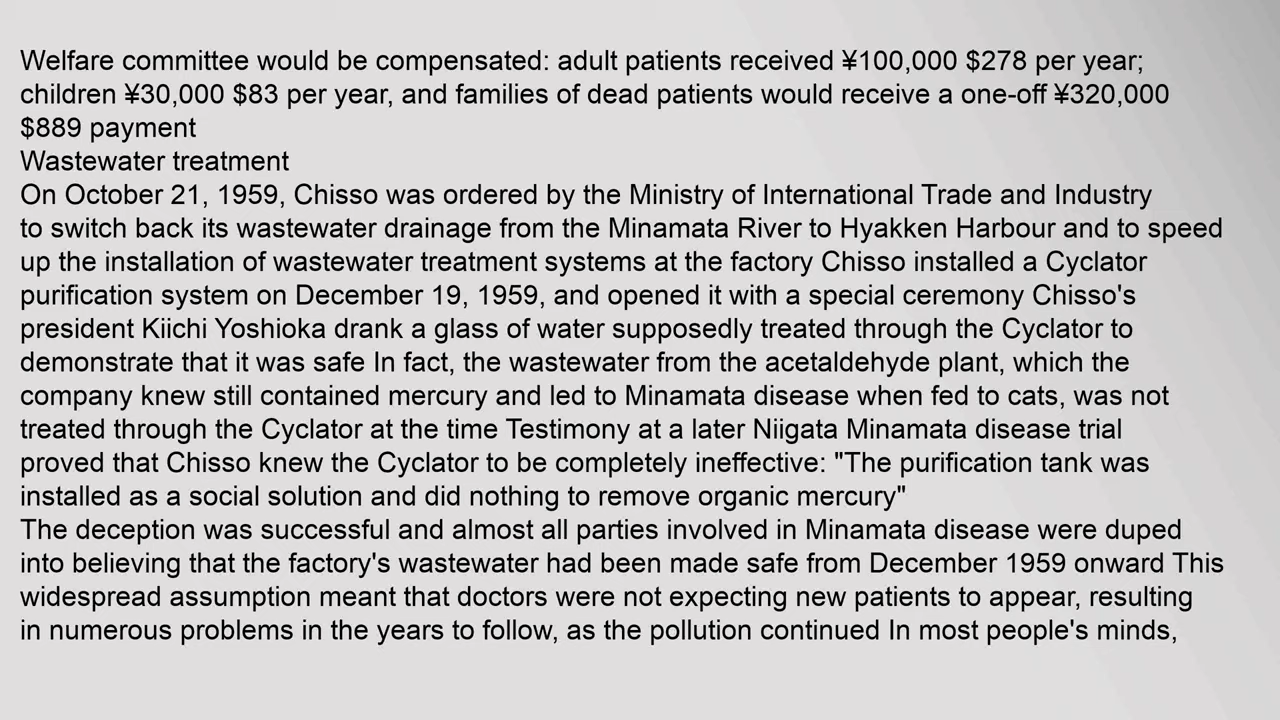 Welfare committee would be compensated: adult patients received ¥100,000 $278 per year;
children ¥30,000 $83 per year, and families of dead patients would receive a one-off ¥320,000
$889 payment
Wastewater treatment
On October 21, 1959, Chisso was ordered by the Ministry of International Trade and Industry
to switch back its wastewater drainage from the Minamata River to Hyakken Harbour and to speed
up the installation of wastewater treatment systems at the factory Chisso installed a Cyclator
purification system on December 19, 1959, and opened it with a special ceremony Chisso's
president Kiichi Yoshioka drank a glass of water supposedly treated through the Cyclator to
demonstrate that it was safe In fact, the wastewater from the acetaldehyde plant, which the
company knew still contained mercury and led to Minamata disease when fed to cats, was not
treated through the Cyclator at the time Testimony at a later Niigata Minamata disease trial
proved that Chisso knew the Cyclator to be completely ineffective: "The purification tank was
installed as a social solution and did nothing to remove organic mercury"
The deception was successful and almost all parties involved in Minamata disease were duped
into believing that the factory's wastewater had been made safe from December 1959 onward This
widespread assumption meant that doctors were not expecting new patients to appear, resulting
in numerous problems in the years to follow, as the pollution continued In most people's minds,